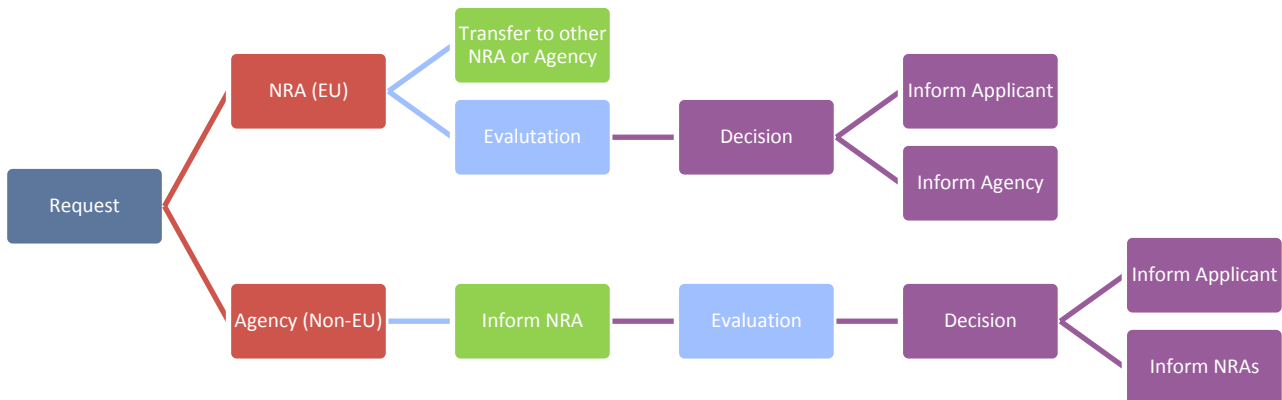 Transfer to other
NRA or Agency
NRA (EU)
Inform Applicant
Evalutation
Decision
Inform Agency
Request
Inform Applicant
Agency (Non-EU)
Inform NRA
Evaluation
Decision
Inform NRAs